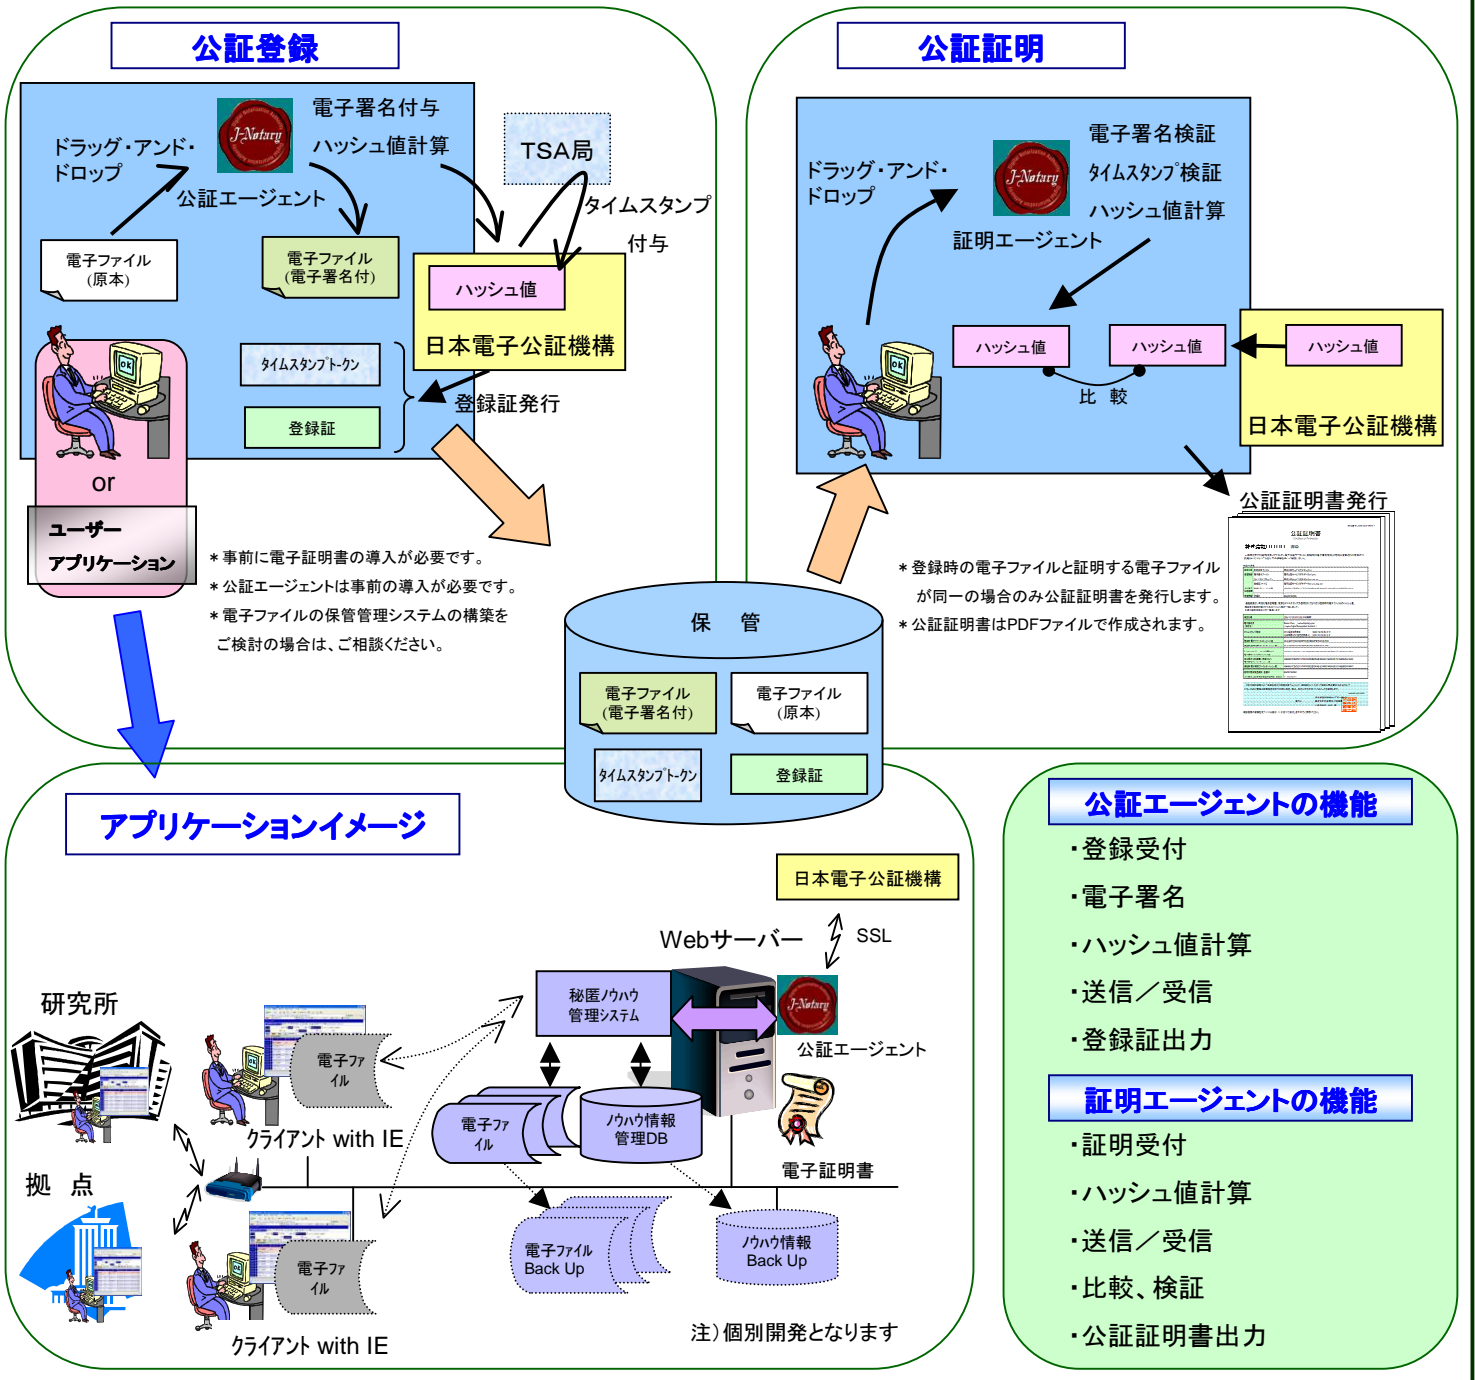 公証登録
電子署名付与
ハッシュ値計算
J-Notary
ドラッグ・アンド・
ドロップ
公証エージェント
TSA局
タイムスタンプ
付与
電子ファイル
(原本)
電子ファイル
(電子署名付)
ハッシュ値
日本電子公証機構
タイムスタンプトークン
登録証
登録証発行
or
ユーザー
アプリケーション
＊事前に電子証明書の導入が必要です。
＊公証エージェントは事前の導入が必要です。
＊電子ファイルの保管管理システムの構築を
ご検討の場合は、ご相談ください。
公証証明
電子署名検証
タイムスタンプ検証
ハッシュ値計算
J-Notary
ドラッグ・アンド・
ドロップ
証明エージェント
ハッシュ値
ハッシュ値
ハッシュ値
比 較
日本電子公証機構
公証証明書発行
公証証明書
＊登録時の電子ファイルと証明する電子ファイル
が同一の場合のみ公証証明書を発行します。
＊公証証明書はPDFファイルで作成されます。
保 管
電子ファイル
(電子署名付)
電子ファイル
(原本)
タイムスタンプトークン
登録証
アプリケーションイメージ
日本電子公証機構
SSL
Webサーバー
秘匿ノウハウ
管理システム
J-Notary
公証エージェント
研究所
電子ファ
イル
クライアント with IE
電子ファ
イル
ノウハウ情報
管理DB
電子証明書
拠 点
電子ファ
イル
クライアント with IE
電子ファイル
Back Up
ノウハウ情報
Back Up
注）個別開発となります
公証エージェントの機能
・登録受付
・電子署名
・ハッシュ値計算
・送信／受信
・登録証出力
証明エージェントの機能
・証明受付
・ハッシュ値計算
・送信／受信
・比較、検証
・公証証明書出力